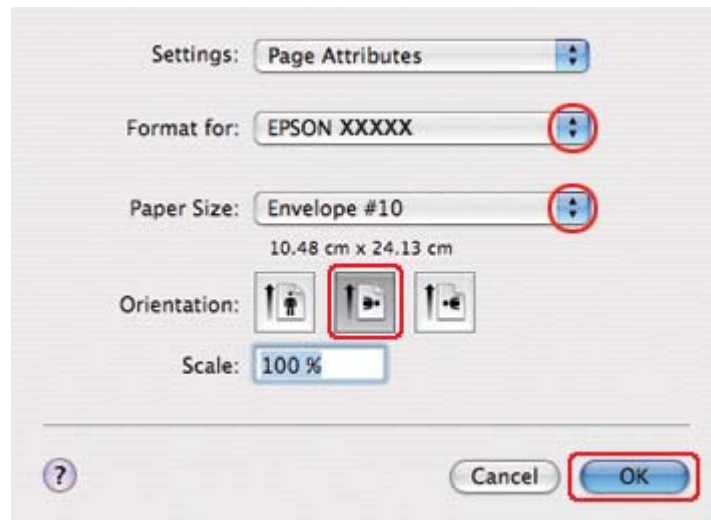 Settings: Page Attributes
Format for: EPSON XXXXX
Paper Size: Envelope #10
10.48 cm x 24.13 cm
Orientation:
Scale: 100 %
? Cancel OK